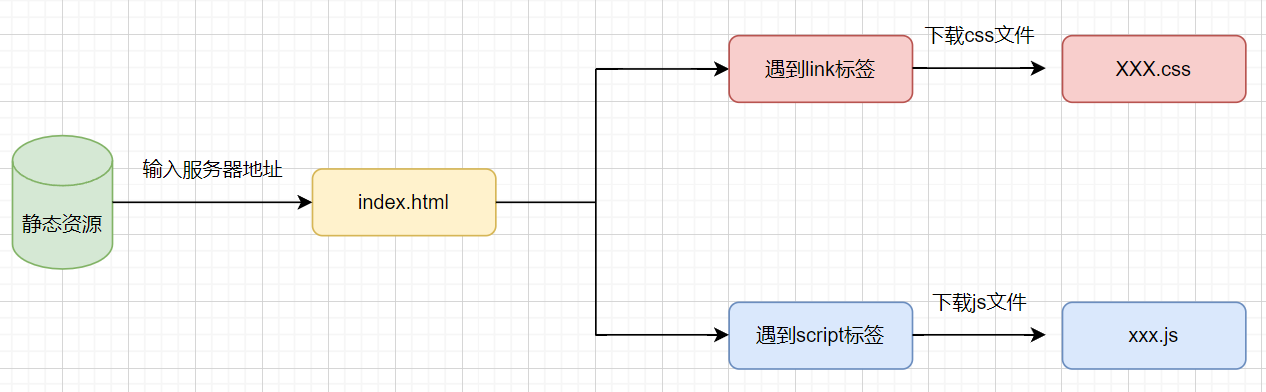 静态资源
输入服务器地址
index.html
遇到link标签
下载css文件
XXX.css
遇到script标签
下载js文件
xxx.js